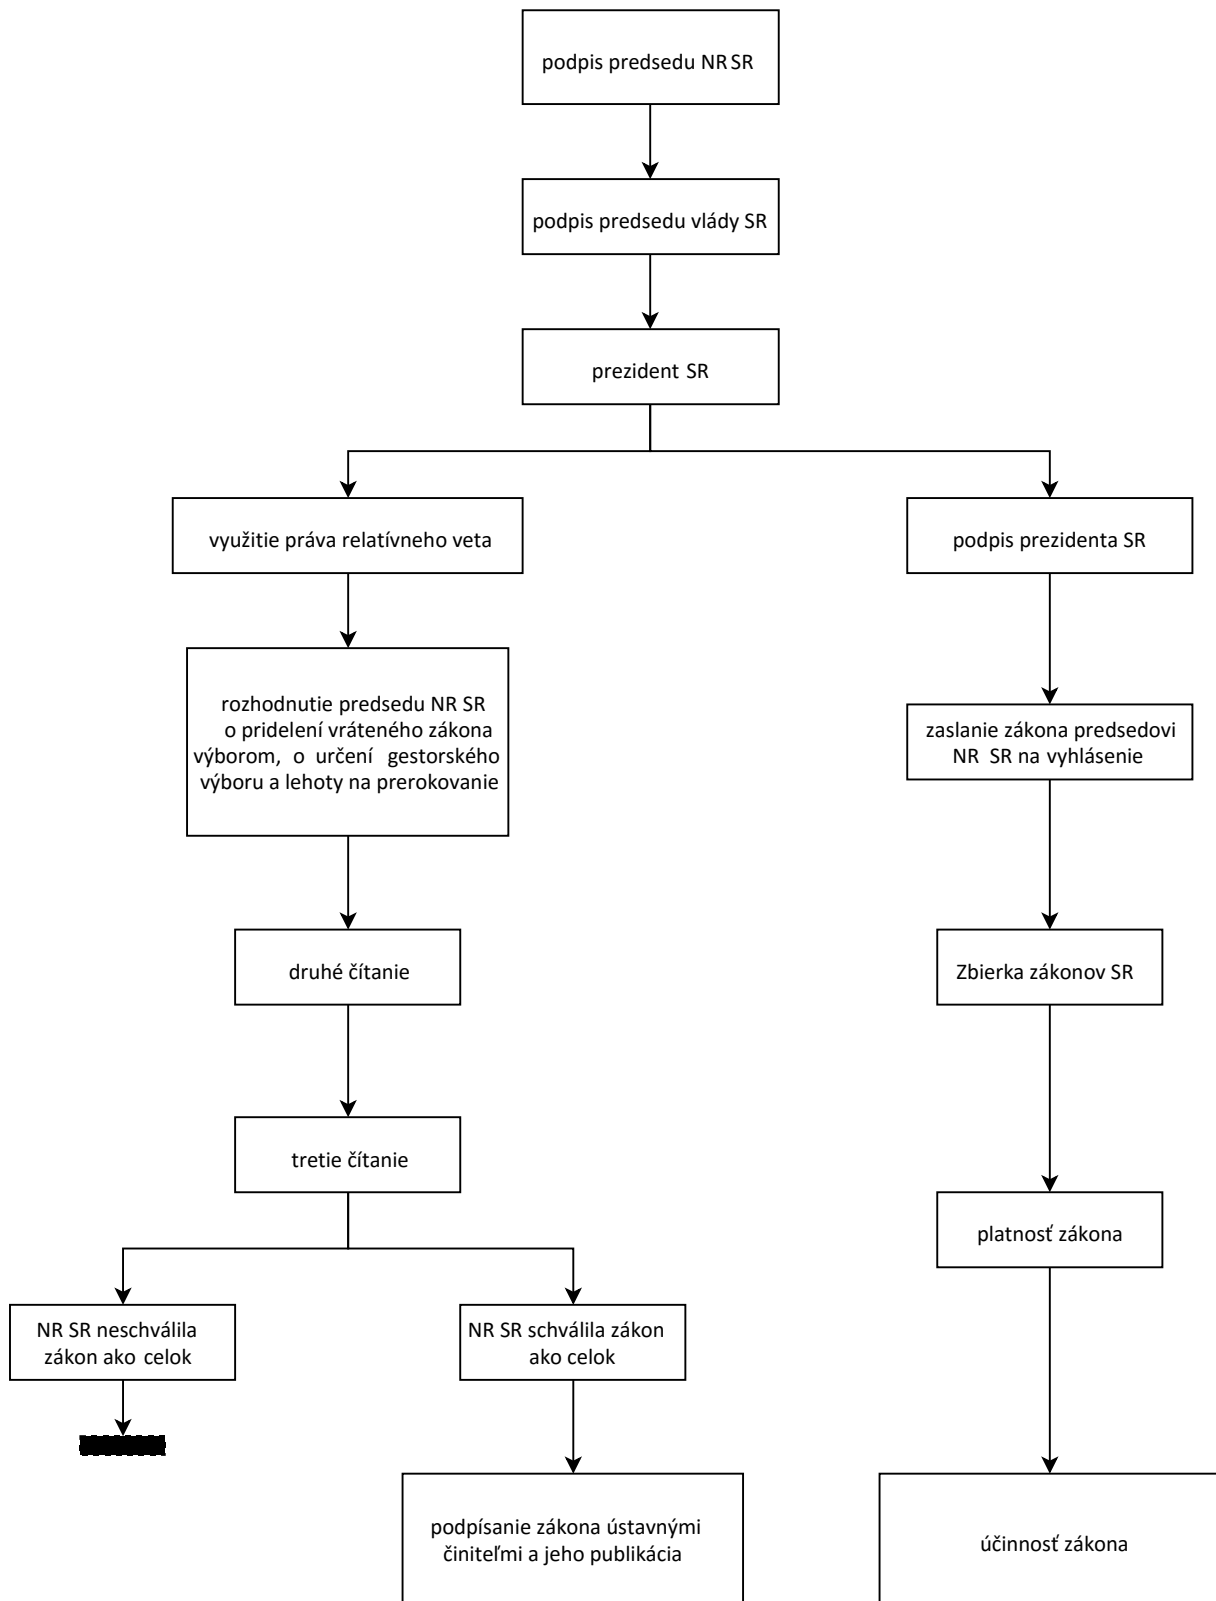 podpis predsedu NR SR
podpis predsedu vlády SR
prezident SR
využitie práva relatívneho veta
podpis prezidenta SR
rozhodnutie predsedu NR SR
o pridelení vráteného zákona
výborom, o určení gestorského
výboru a lehoty na prerokovanie
zaslanie zákona predsedovi
NR SR na vyhlásenie
druhé čítanie
Zbierka zákonov SR
tretie čítanie
platnosť zákona
NR SR neschválila
zákon ako celok
NR SR schválila zákon
ako celok
podpísanie zákona ústavnými
činiteľmi a jeho publikácia
účinnosť zákona